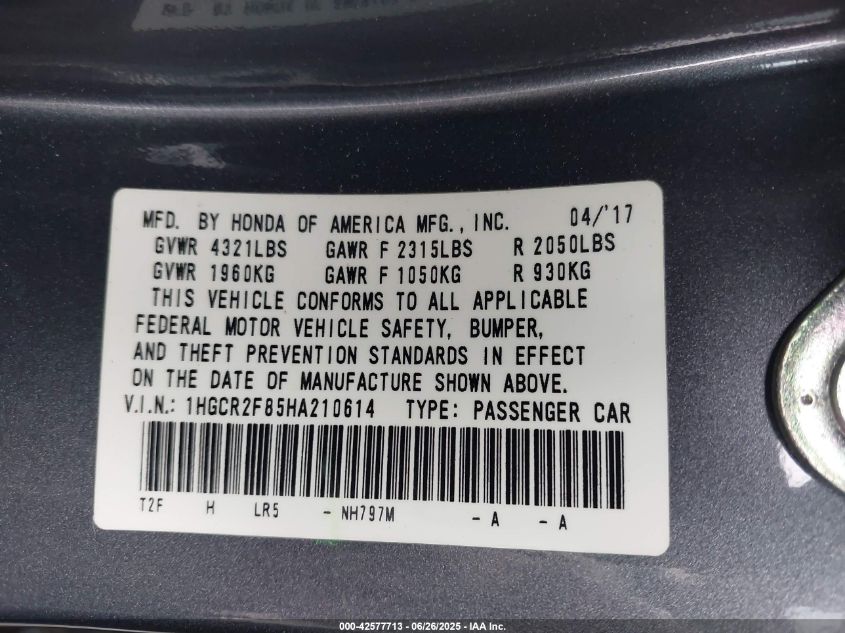 MFD. BY HONDA OF AMERICA MFG., INC. 04/'17
GVWR 4321LBS GAWR F 2315LBS R 2050LBS
GVWR 1960KG GAWR F 1050KG R 930KG
THIS VEHICLE CONFORMS TO ALL APPLICABLE
FEDERAL MOTOR VEHICLE SAFETY, BUMPER,
AND THEFT PREVENTION STANDARDS IN EFFECT
ON THE DATE OF MANUFACTURE SHOWN ABOVE.
V.I.N.: 1HGCR2F85HA210614 TYPE: PASSENGER CAR
T2F H LR5 - NH797M - A - A
000-42577713 - 06/26/2025 - IAA Inc.